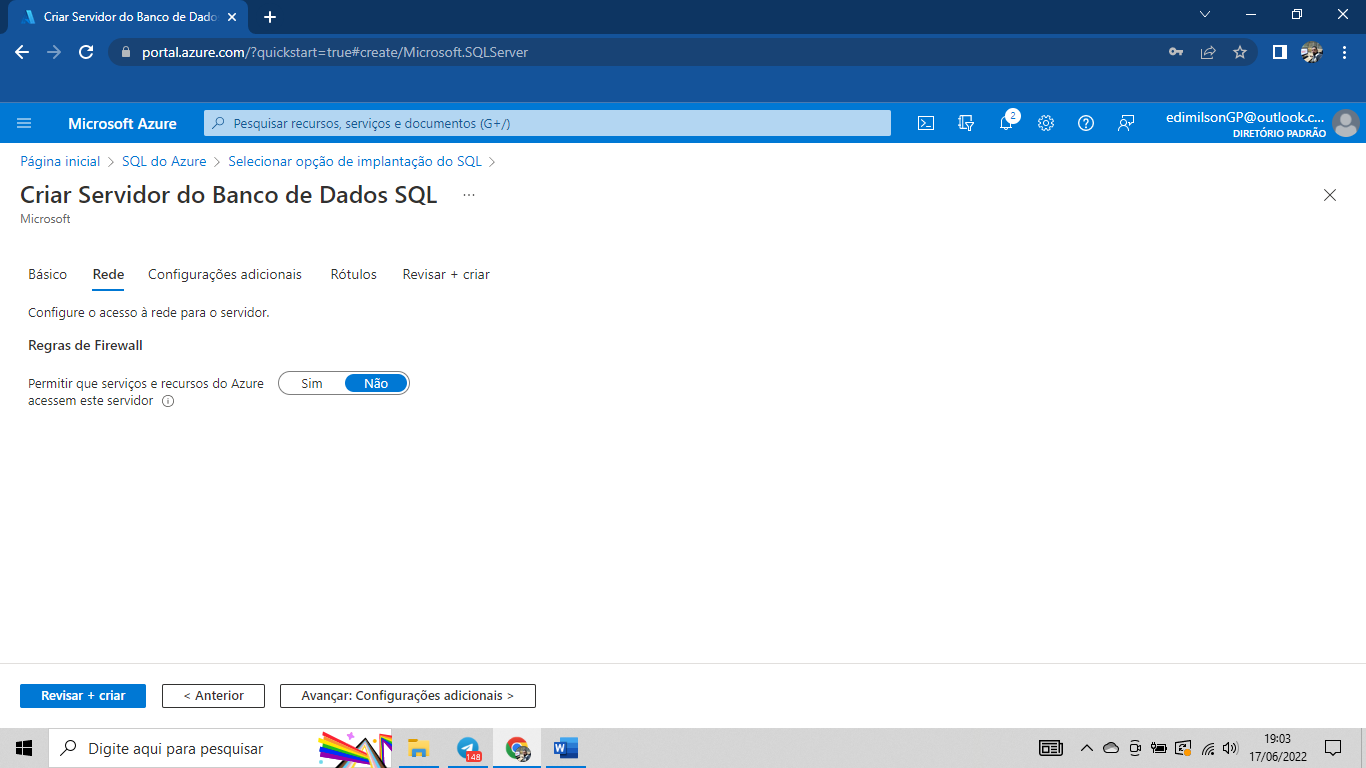 Criar Servidor do Banco de Dado
portal.azure.com/?quickstart=true#create/Microsoft.SQLServer
Microsoft Azure
Pesquisar recursos, serviços e documentos (G+/)
2
edimilsonGP@outlook.c...
DIRETÓRIO PADRÃO
Página inicial > SQL do Azure > Selecionar opção de implantação do SQL >
Criar Servidor do Banco de Dados SQL ...
Microsoft
Básico Rede Configurações adicionais Rótulos Revisar + criar
Configure o acesso à rede para o servidor.
Regras de Firewall
Permitir que serviços e recursos do Azure Sim Não
acessem este servidor
Revisar + criar < Anterior Avançar: Configurações adicionais >
Digite aqui para pesquisar
148
19:03
17/06/2022